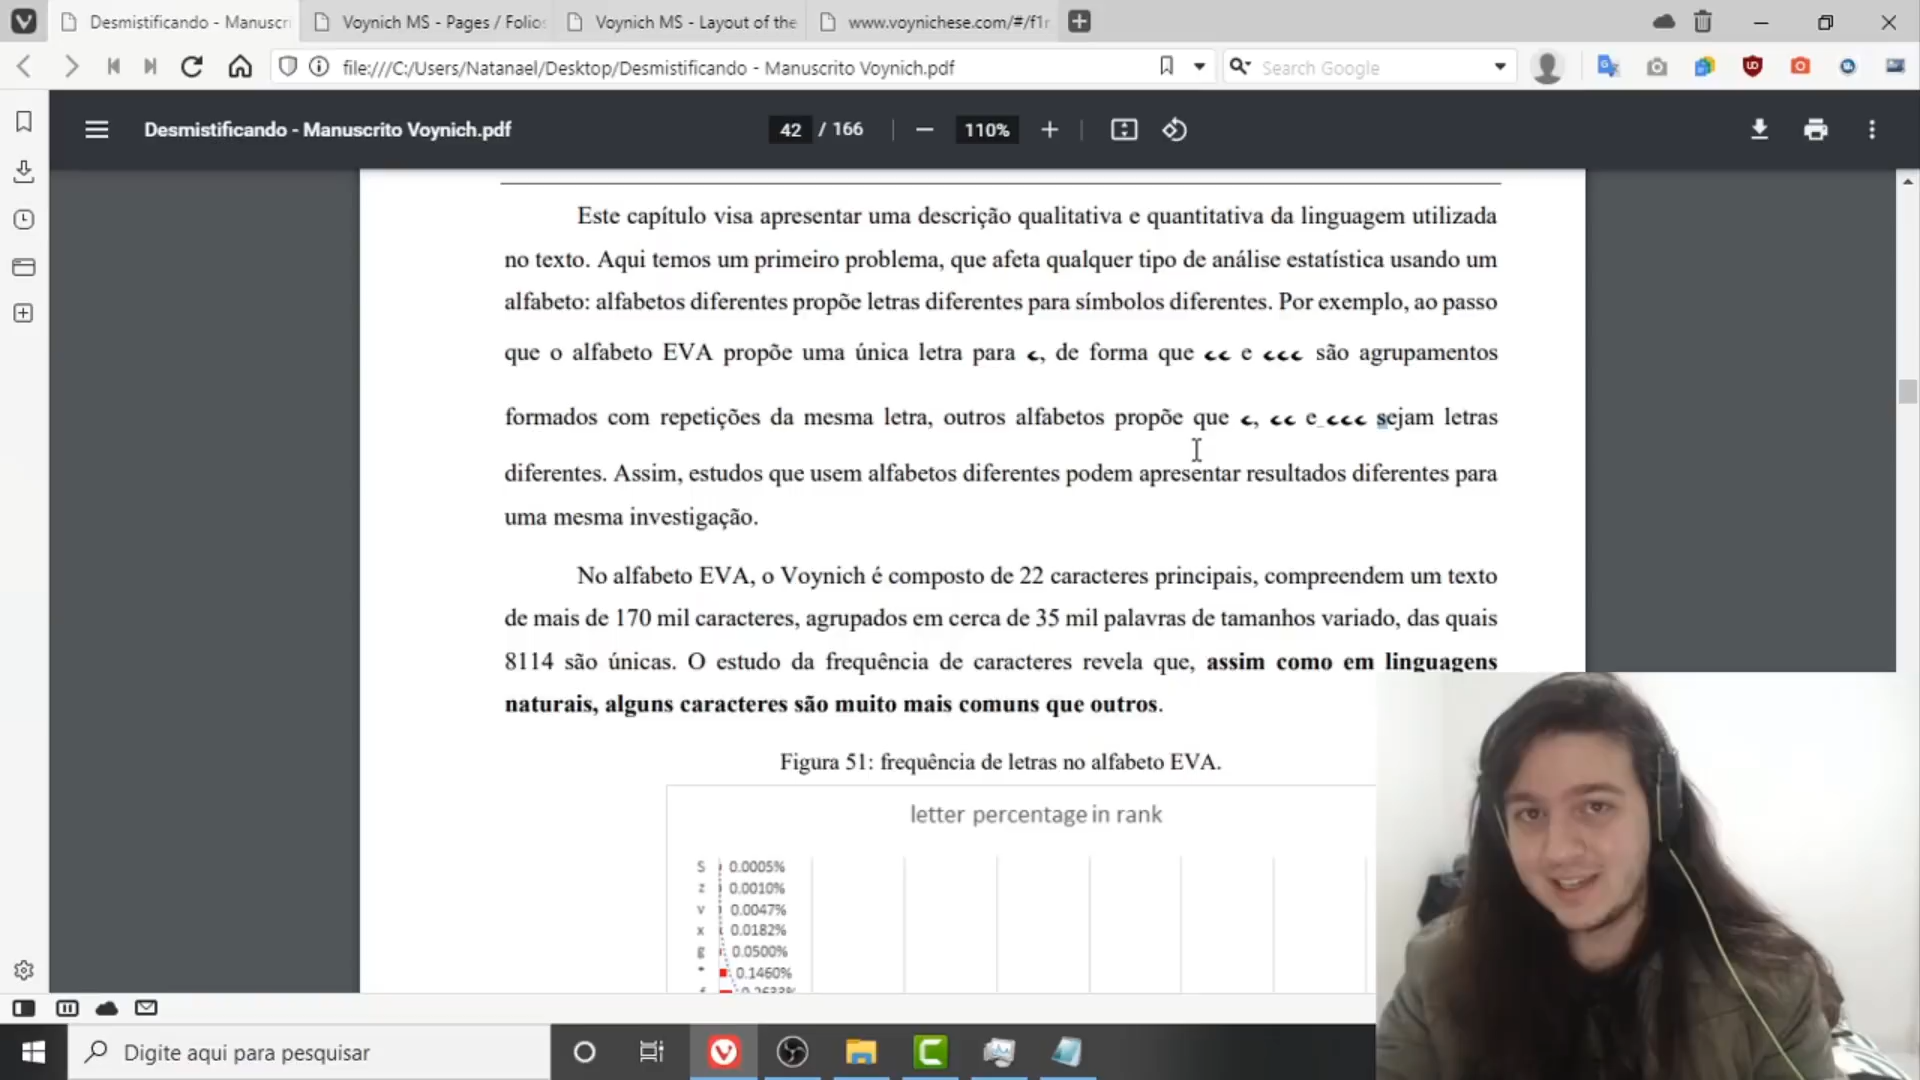 Desmistificando - Manuscri
Voynich MS - Pages / Folio
Voynich MS - Layout of the
www.voynichese.com/#/f1r
file:///C:/Users/Natanael/Desktop/Desmistificando - Manuscrito Voynich.pdf
Search Google
Desmistificando - Manuscrito Voynich.pdf
42 / 166
110%
Este capítulo visa apresentar uma descrição qualitativa e quantitativa da linguagem utilizada
no texto. Aqui temos um primeiro problema, que afeta qualquer tipo de análise estatística usando um
alfabeto: alfabetos diferentes propõe letras diferentes para símbolos diferentes. Por exemplo, ao passo
que o alfabeto EVA propõe uma única letra para c, de forma que cc e ccc são agrupamentos
formados com repetições da mesma letra, outros alfabetos propõe que c, cc e ccc sejam letras
diferentes. Assim, estudos que usem alfabetos diferentes podem apresentar resultados diferentes para
uma mesma investigação.
No alfabeto EVA, o Voynich é composto de 22 caracteres principais, compreendem um texto
de mais de 170 mil caracteres, agrupados em cerca de 35 mil palavras de tamanhos variado, das quais
8114 são únicas. O estudo da frequência de caracteres revela que, assim como em linguagens
naturais, alguns caracteres são muito mais comuns que outros.
Figura 51: frequência de letras no alfabeto EVA.
letter percentage in rank
S 0.0005%
z 0.0010%
v 0.0047%
x 0.0182%
g 0.0500%
* 0.1460%
f 0.2633%
Digite aqui para pesquisar